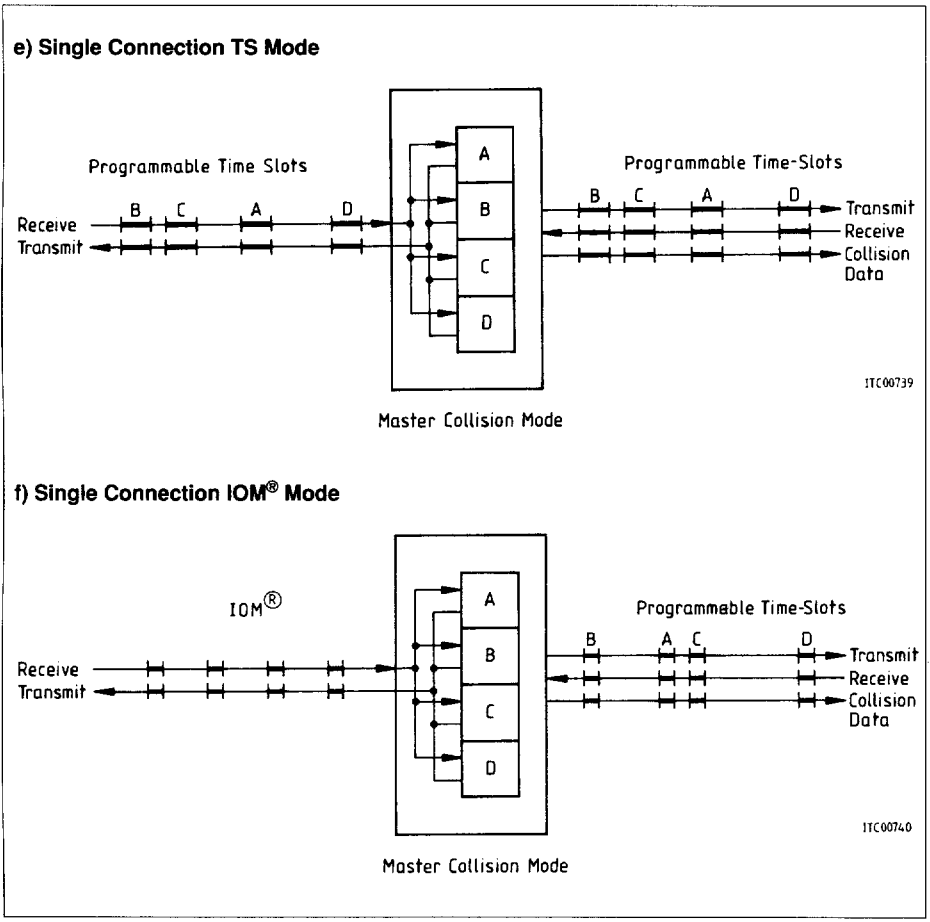 e) Single Connection TS Mode
Programmable Time Slots
B C A D
Receive
Transmit
A
B
C
D
Programmable Time-Slots
B C A D
Transmit
Receive
Collision
Data
ITC00739
Master Collision Mode
f) Single Connection IOM® Mode
IOM®
Receive
Transmit
A
B
C
D
Programmable Time-Slots
B A C D
Transmit
Receive
Collision
Data
ITC00740
Master Collision Mode